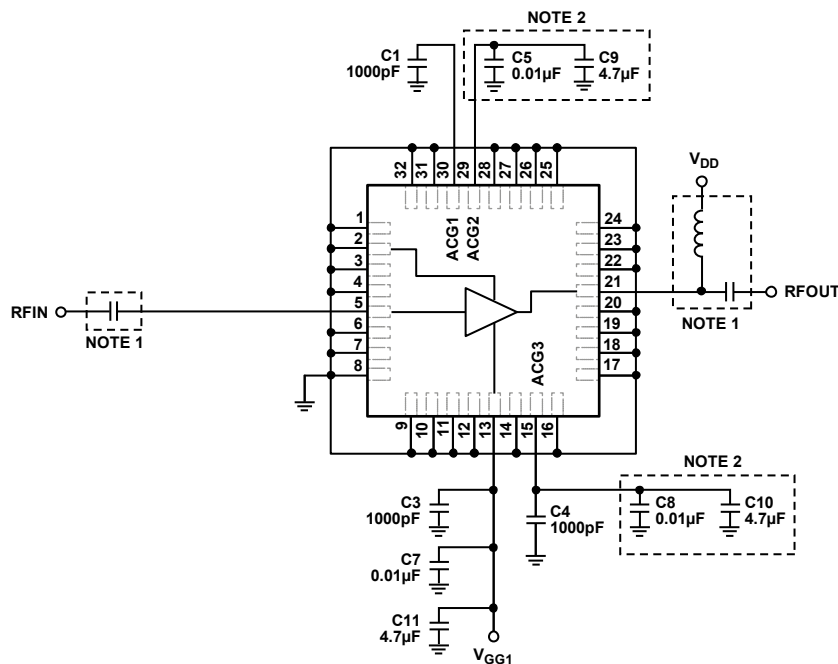 NOTE 2
C1
1000pF
C5
0.01µF
C9
4.7µF
32 31 30 29 28 27 26 25
V_DD
ACG1
ACG2
1
2
3
4
5
6
7
8
24
23
22
21
20
19
18
17
RFIN
NOTE 1
RFOUT
NOTE 1
ACG3
9 10 11 12 13 14 15 16
NOTE 2
C3
1000pF
C4
1000pF
C8
0.01µF
C10
4.7µF
C7
0.01µF
C11
4.7µF
V_GG1